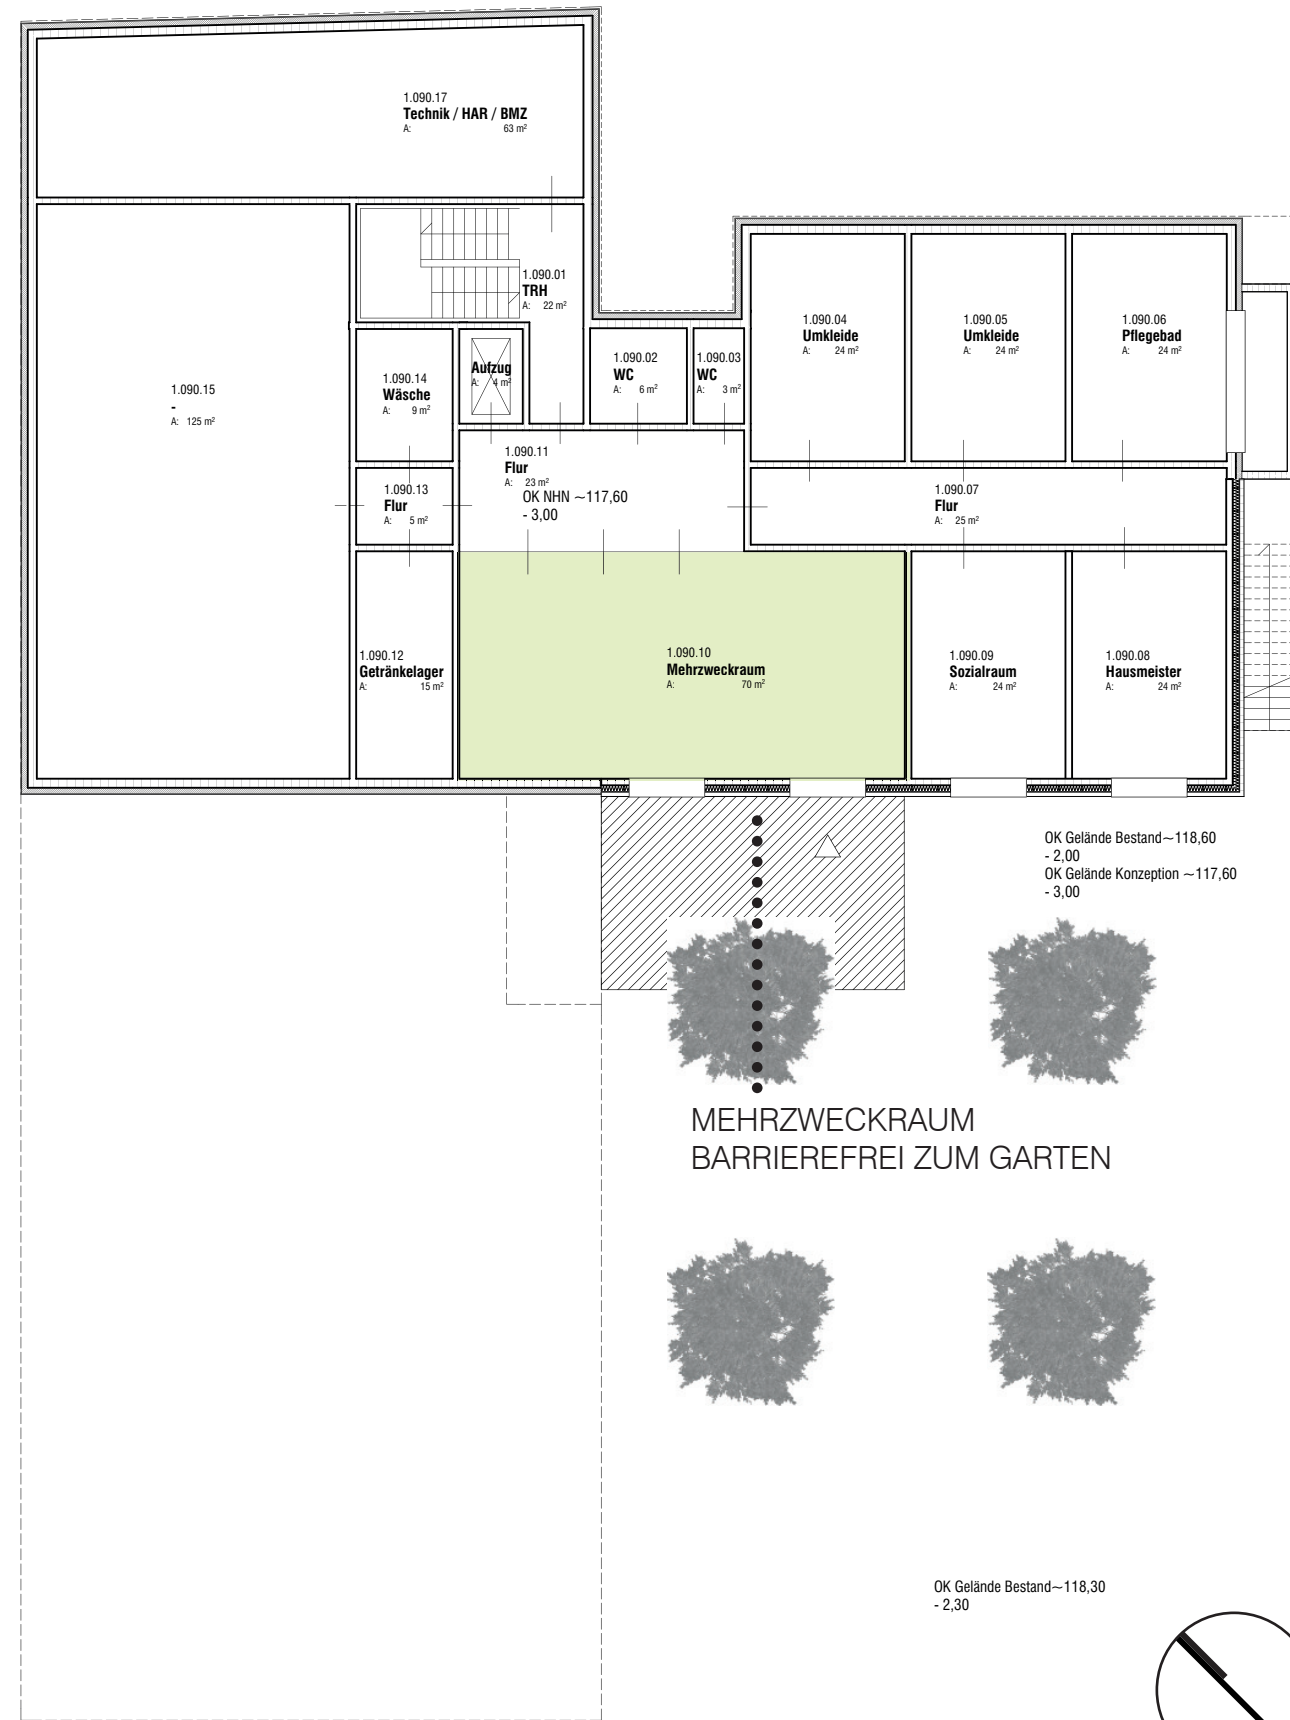 1.090.17
Technik / HAR / BMZ
A: 63 m²
1.090.01
TRH
A: 22 m²
1.090.04
Umkleide
A: 24 m²
1.090.05
Umkleide
A: 24 m²
1.090.06
Pflegebad
A: 24 m²
1.090.02
WC
A: 6 m²
1.090.03
WC
A: 3 m²
Aufzug
A: 4 m²
1.090.14
Wäsche
A: 9 m²
1.090.15
-
A: 125 m²
1.090.11
Flur
A: 23 m²
OK NHN ~117,60
- 3,00
1.090.13
Flur
A: 5 m²
1.090.07
Flur
A: 25 m²
1.090.12
Getränkelager
A: 15 m²
1.090.10
Mehrzweckraum
A: 70 m²
1.090.09
Sozialraum
A: 24 m²
1.090.08
Hausmeister
A: 24 m²
OK Gelände Bestand~118,60
- 2,00
OK Gelände Konzeption ~117,60
- 3,00
MEHRZWECKRAUM
BARRIEREFREI ZUM GARTEN
OK Gelände Bestand~118,30
- 2,30